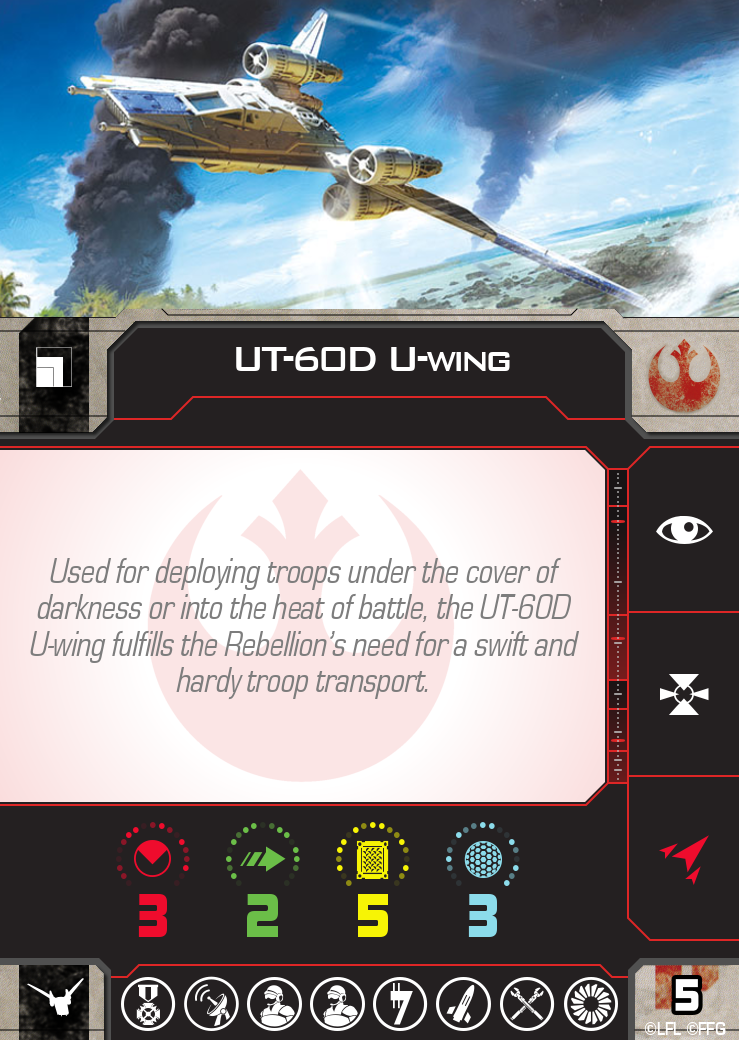 UT-60D U-WING
Used for deploying troops under the cover of
darkness or into the heat of battle, the UT-60D
U-wing fulfills the Rebellion's need for a swift and
hardy troop transport.
3 2 5 3
5
©LFL ©FFG